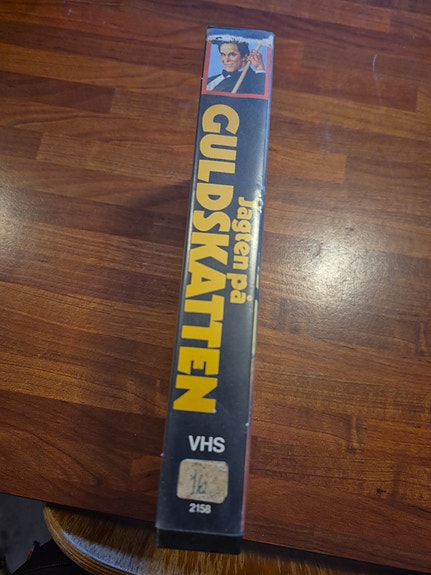 Jagten på
GULDSKATTEN
VHS
2158